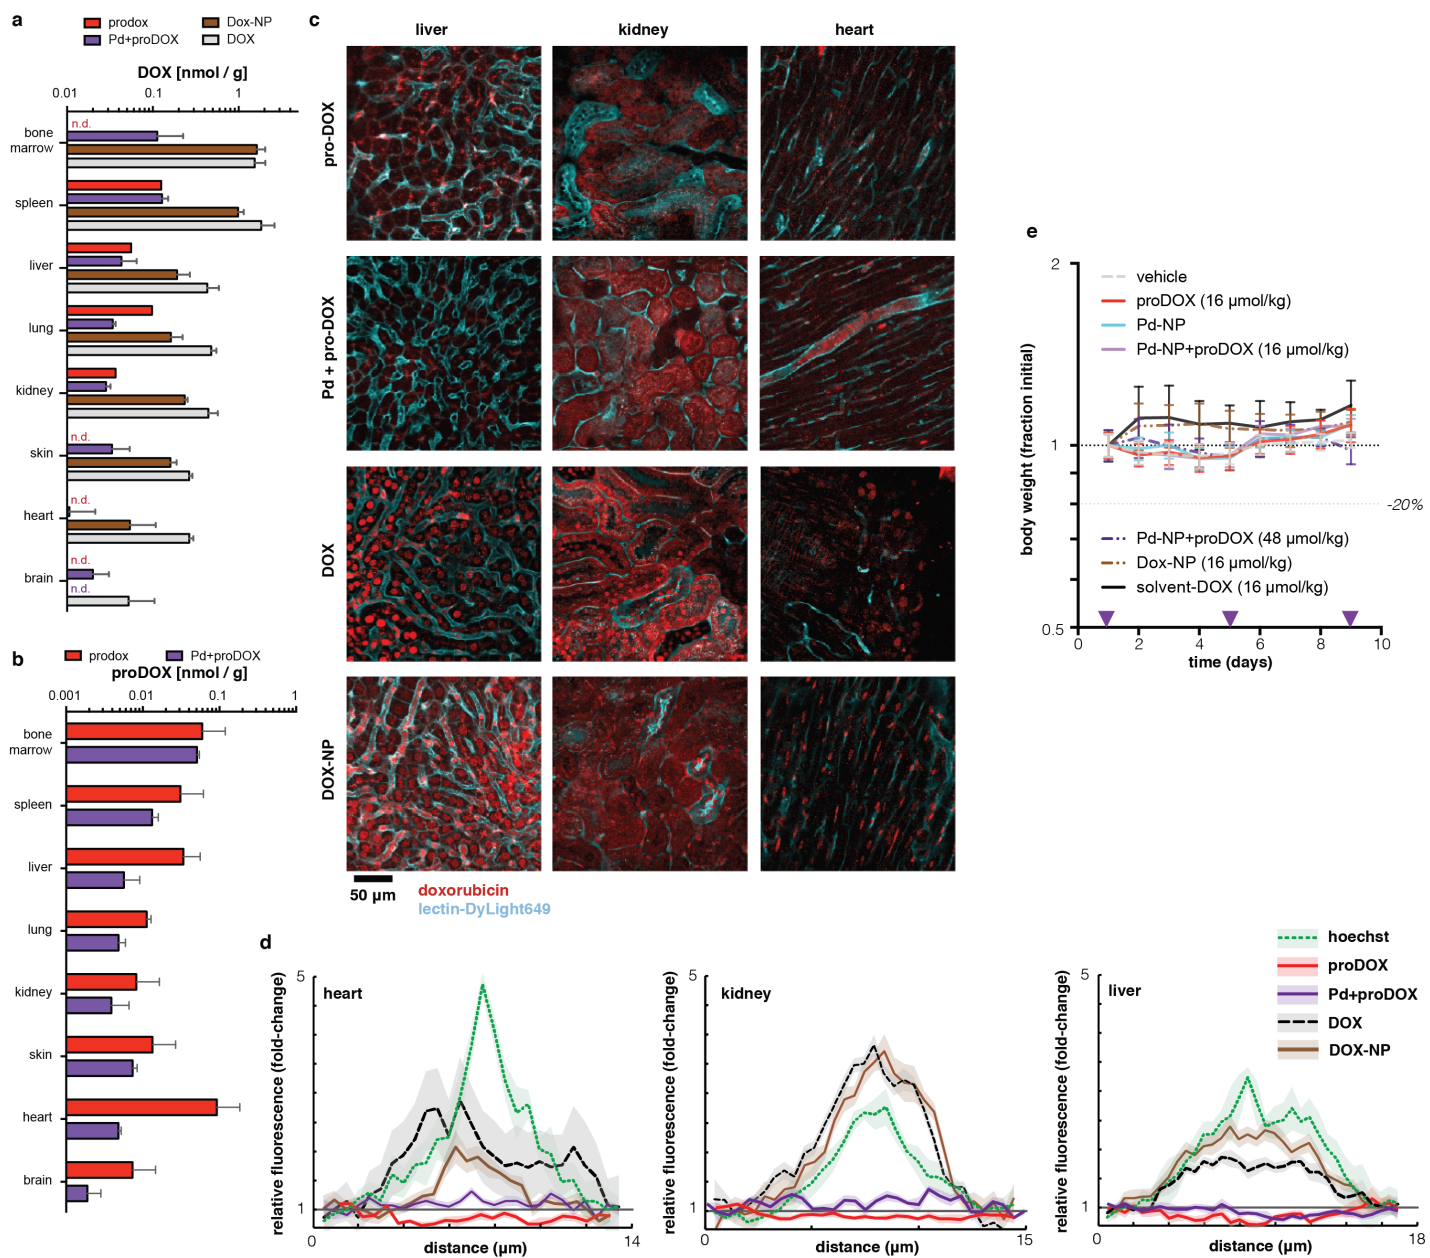 a
prodox
Dox-NP
Pd+proDOX
DOX
DOX [nmol / g]
0.01
0.1
1
bone
marrow
n.d.
spleen
liver
lung
kidney
skin
n.d.
heart
n.d.
brain
n.d.
n.d.
b
prodox
Pd+proDOX
proDOX [nmol / g]
0.001
0.01
0.1
1
bone
marrow
spleen
liver
lung
kidney
skin
heart
brain
c
liver
kidney
heart
pro-DOX
Pd + pro-DOX
DOX
DOX-NP
50 µm
doxorubicin
lectin-DyLight649
d
relative fluorescence (fold-change)
5
1
heart
0
14
distance (µm)
relative fluorescence (fold-change)
5
1
kidney
0
15
distance (µm)
relative fluorescence (fold-change)
5
1
liver
0
18
distance (µm)
hoechst
proDOX
Pd+proDOX
DOX
DOX-NP
e
body weight (fraction initial)
2
1
0.5
vehicle
proDOX (16 µmol/kg)
Pd-NP
Pd-NP+proDOX (16 µmol/kg)
-20%
Pd-NP+proDOX (48 µmol/kg)
Dox-NP (16 µmol/kg)
solvent-DOX (16 µmol/kg)
0
2
4
6
8
10
time (days)